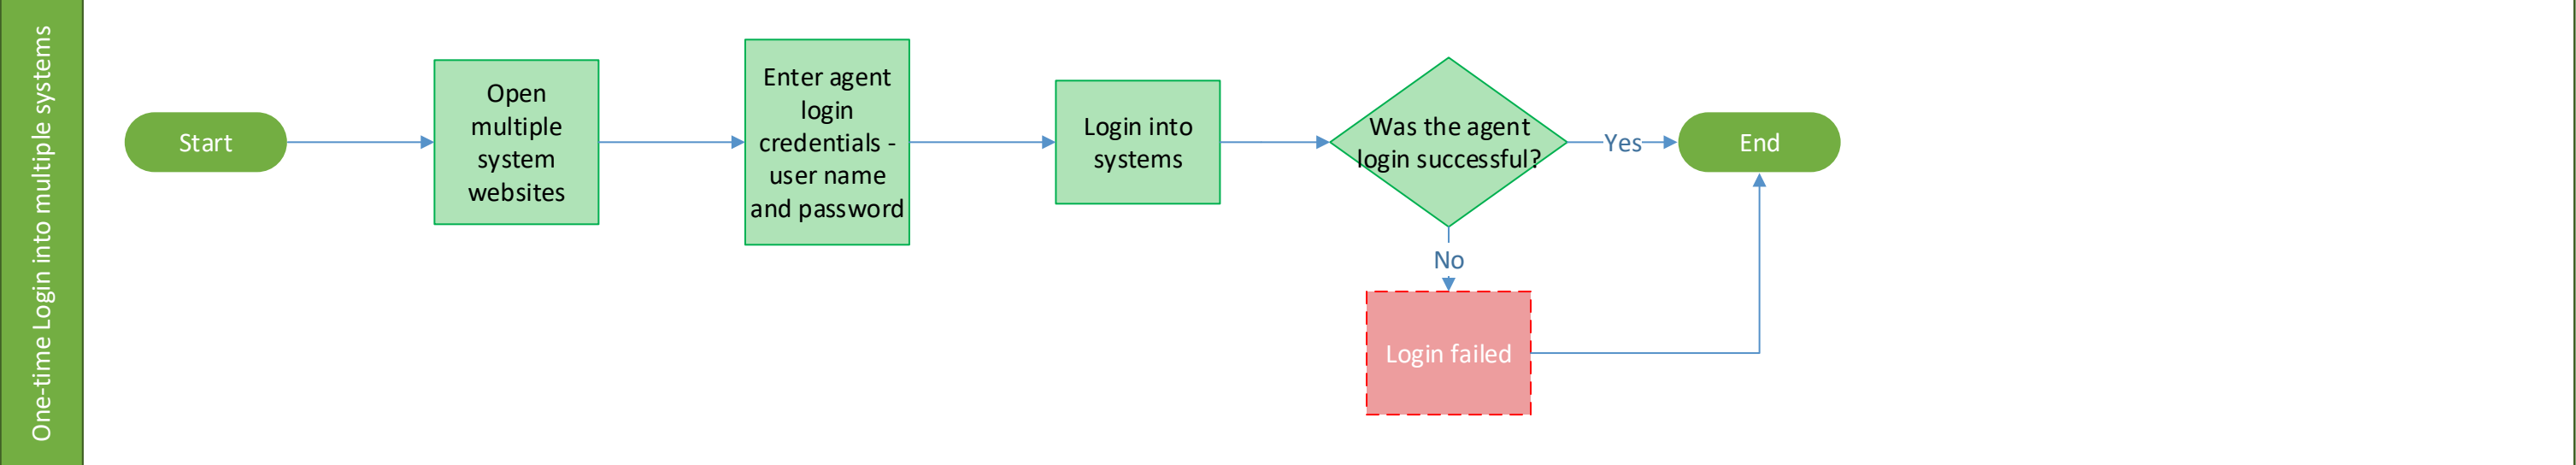 One-time Login into multiple systems
Start
Open
multiple
system
websites
Enter agent
login
credentials -
user name
and password
Login into
systems
Was the agent
login successful?
Yes
End
No
Login failed